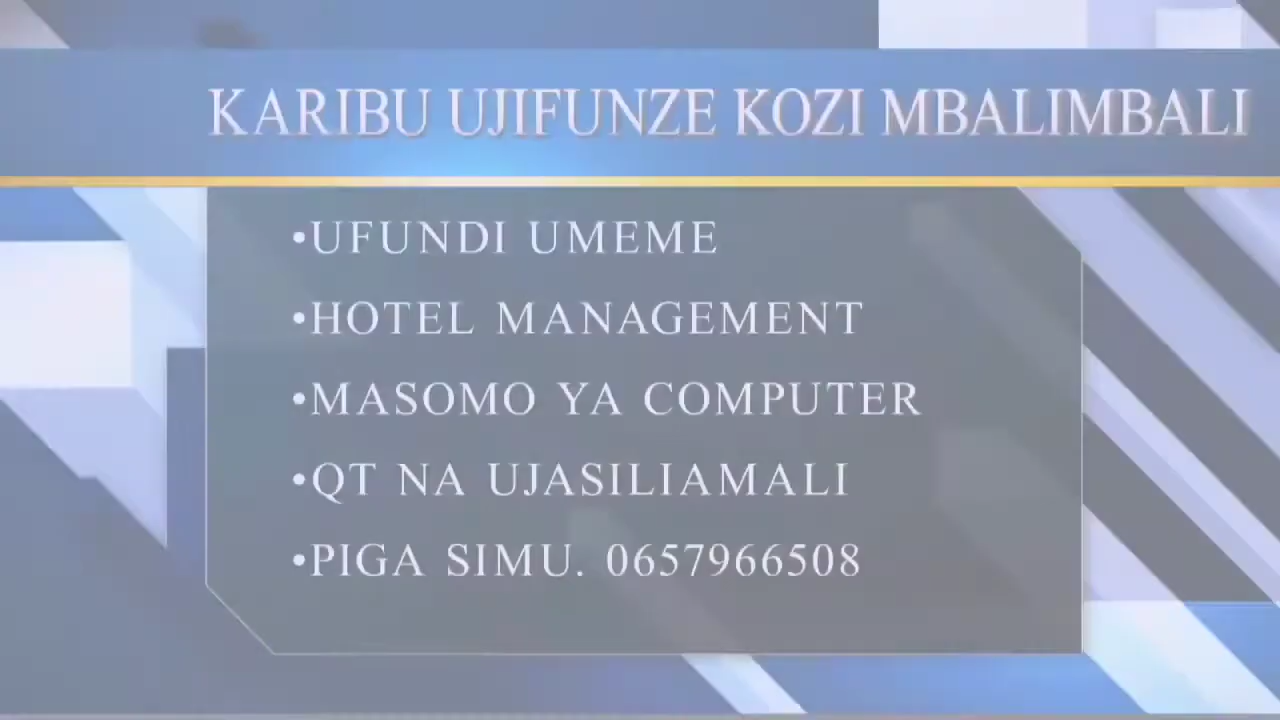 KARIBU UJIFUNZE KOZI MBALIMBALI
•UFUNDI UMEME
•HOTEL MANAGEMENT
•MASOMO YA COMPUTER
•QT NA UJASILIAMALI
•PIGA SIMU. 0657966508